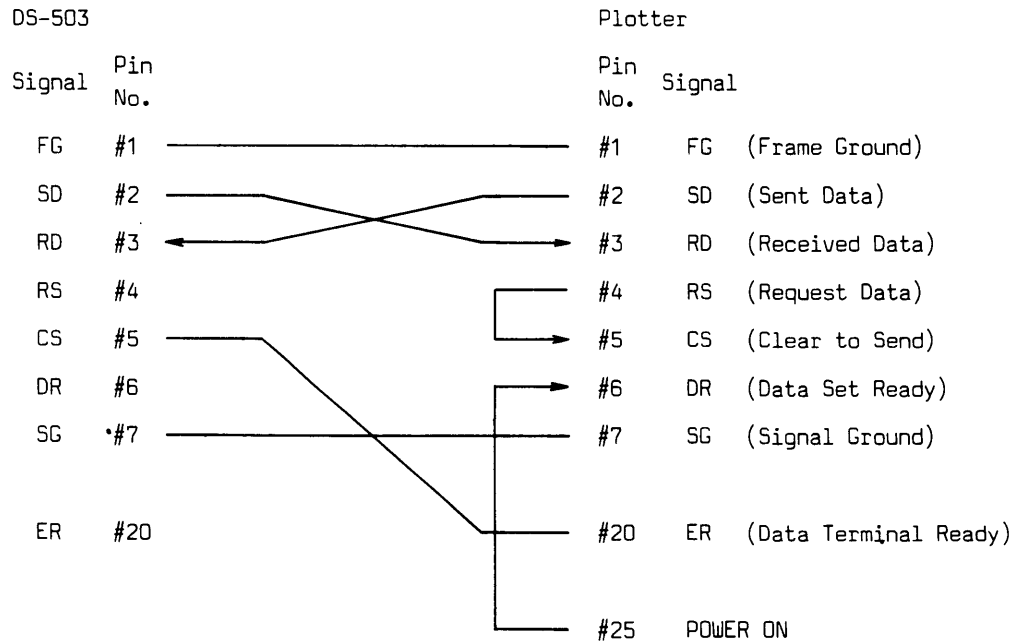 DS-503 Plotter
Signal Pin No. Pin No. Signal
FG #1 #1 FG (Frame Ground)
SD #2 #2 SD (Sent Data)
RD #3 #3 RD (Received Data)
RS #4 #4 RS (Request Data)
CS #5 #5 CS (Clear to Send)
DR #6 #6 DR (Data Set Ready)
SG #7 #7 SG (Signal Ground)
ER #20 #20 ER (Data Terminal Ready)
#25 POWER ON